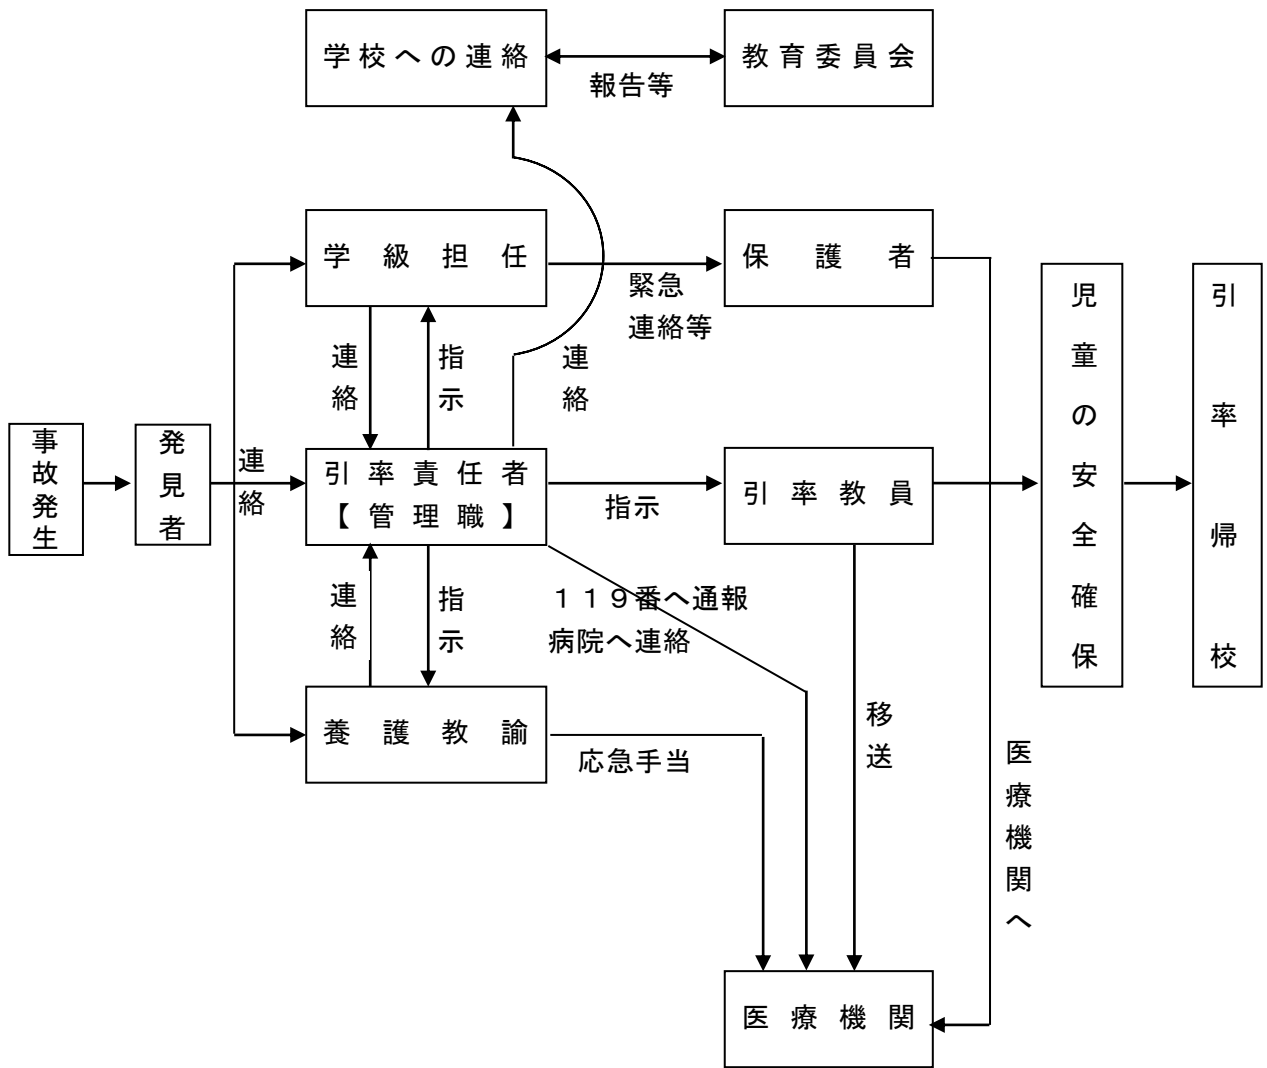 学校への連絡
教育委員会
報告等
学級担任
保護者
緊急
連絡等
連絡
指示
連絡
事故発生
発見者
連絡
引率責任者
【管理職】
指示
引率教員
児童の安全確保
引率帰校
連絡
指示
１１９番へ通報
病院へ連絡
養護教諭
応急手当
移送
医療機関へ
医療機関